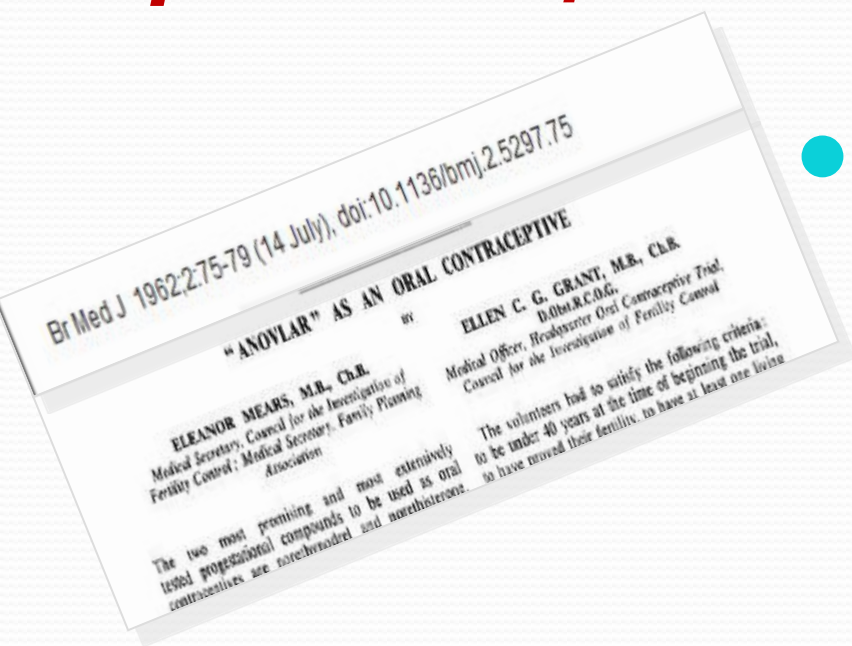 Br Med J 1962;2:75-79 (14 July), doi:10.1136/bmj.2.5297.75
“ ANOVLAR” AS AN ORAL CONTRACEPTIVE
BY
ELEANOR MEARS, M.B., Ch.B.
Medical Secretary, Council for the Investigation of
Fertility Control ; Medical Secretary, Family Planning
Association
The two most promising and most extensively
tested progestational compounds to be used as oral
contraceptives are norethynodrel and norethisterone.
ELLEN C. G. GRANT, M.B., Ch.B.
D.Obst.R.C.O.G.
Medical Officer, Headquarter Oral Contraceptive Trial,
Council for the Investigation of Fertility Control
The volunteers had to satisfy the following criteria:
to be under 40 years at the time of beginning the trial,
to have proved their fertility, to have at least one living